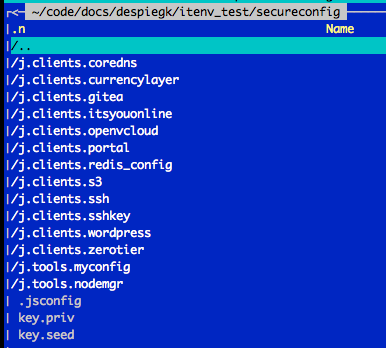 <─ ~/code/docs/despiegk/itenv_test/secureconfig
.n Name
/..
/j.clients.coredns
/j.clients.currencylayer
/j.clients.gitea
/j.clients.itsyouonline
/j.clients.openvcloud
/j.clients.portal
/j.clients.redis_config
/j.clients.s3
/j.clients.ssh
/j.clients.sshkey
/j.clients.wordpress
/j.clients.zerotier
/j.tools.myconfig
/j.tools.nodemgr
.jsconfig
key.priv
key.seed